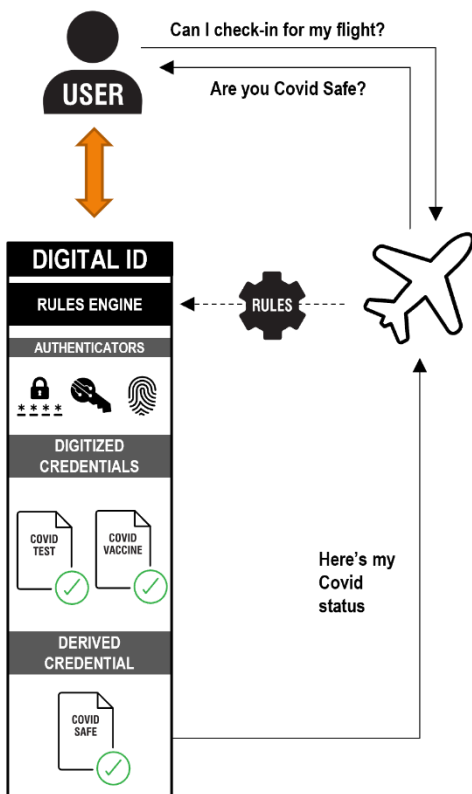 Can I check-in for my flight?
Are you Covid Safe?
USER
DIGITAL ID
RULES ENGINE
RULES
AUTHENTICATORS
* * * *
DIGITIZED
CREDENTIALS
COVID
TEST
COVID
VACCINE
Here's my
Covid
status
DERIVED
CREDENTIAL
COVID
SAFE